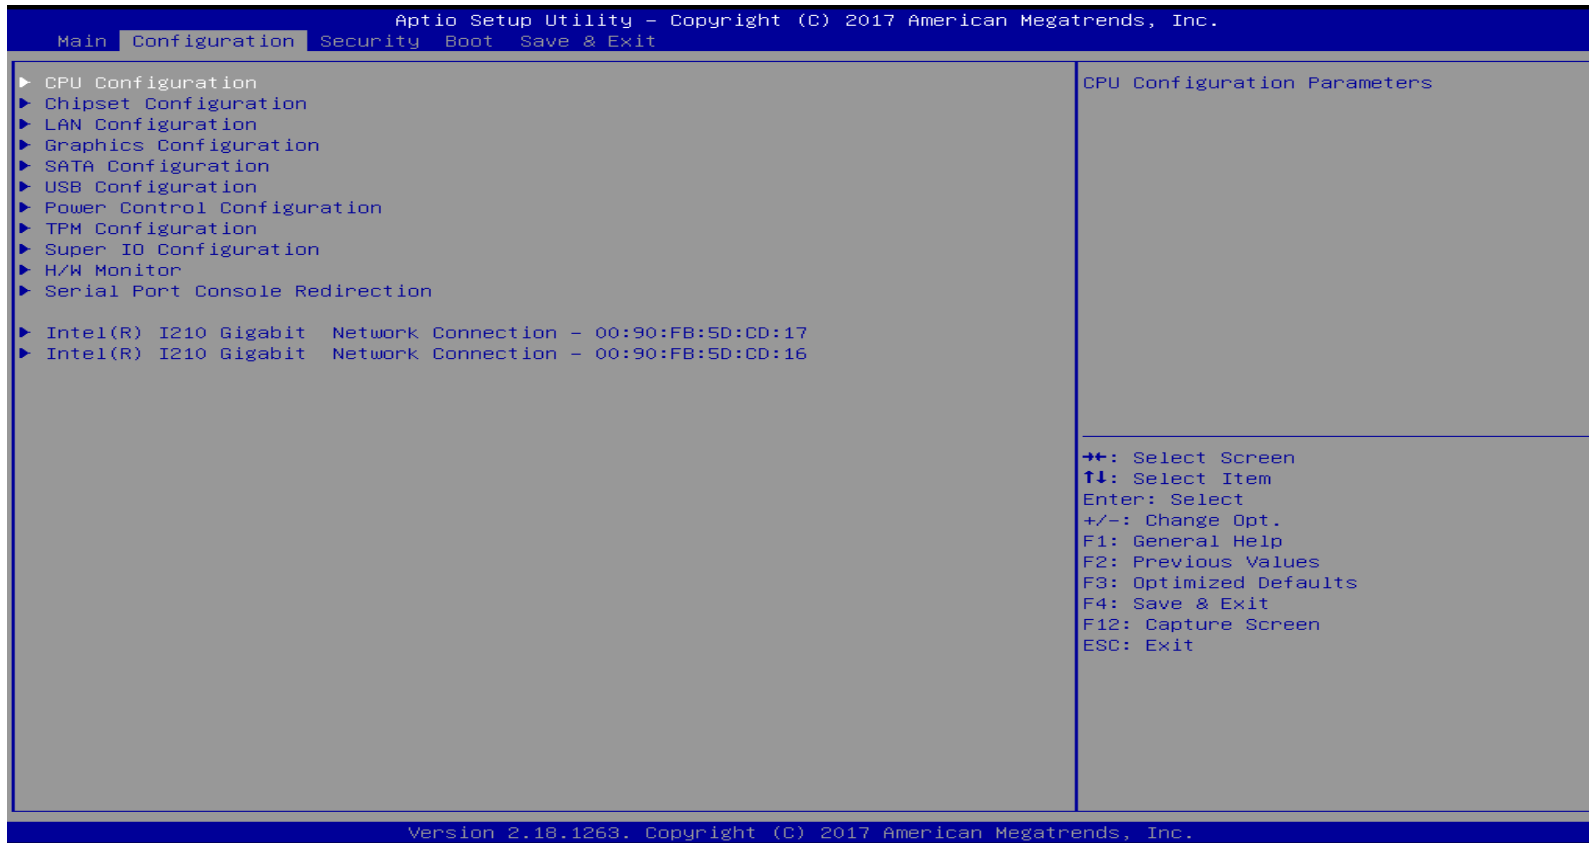 Aptio Setup Utility – Copyright (C) 2017 American Megatrends, Inc.
Main Configuration Security Boot Save & Exit
▶ CPU Configuration
▶ Chipset Configuration
▶ LAN Configuration
▶ Graphics Configuration
▶ SATA Configuration
▶ USB Configuration
▶ Power Control Configuration
▶ TPM Configuration
▶ Super IO Configuration
▶ H/W Monitor
▶ Serial Port Console Redirection
▶ Intel(R) I210 Gigabit  Network Connection – 00:90:FB:5D:CD:17
▶ Intel(R) I210 Gigabit  Network Connection – 00:90:FB:5D:CD:16
CPU Configuration Parameters
→←: Select Screen
↑↓: Select Item
Enter: Select
+/-: Change Opt.
F1: General Help
F2: Previous Values
F3: Optimized Defaults
F4: Save & Exit
F12: Capture Screen
ESC: Exit
Version 2.18.1263. Copyright (C) 2017 American Megatrends, Inc.